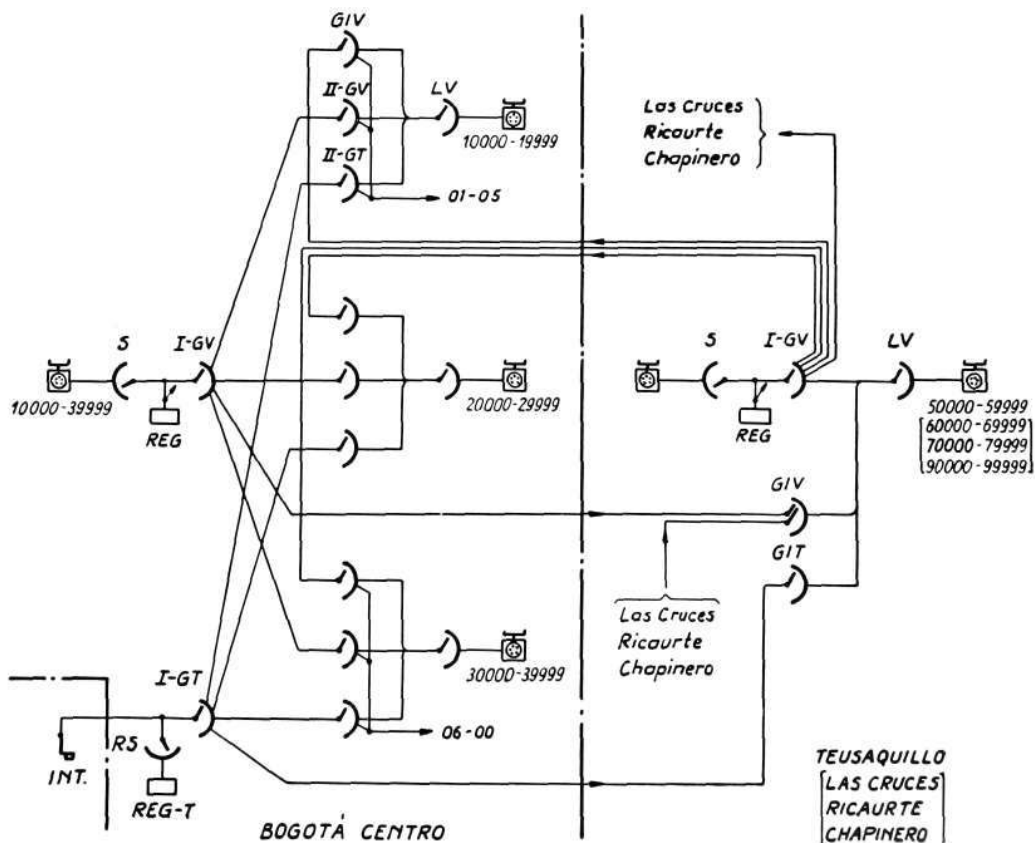 GIV
II-GV
LV
10000-19999
II-GT
01-05
Las Cruces
Ricaurte
Chapinero
S
I-GV
10000-39999
REG
20000-29999
S
I-GV
LV
REG
50000-59999
60000-69999
70000-79999
90000-99999
GIV
GIT
Las Cruces
Ricaurte
Chapinero
30000-39999
I-GT
06-00
RS
INT.
REG-T
BOGOTÁ CENTRO
TEUSAQUILLO
LAS CRUCES
RICAURTE
CHAPINERO